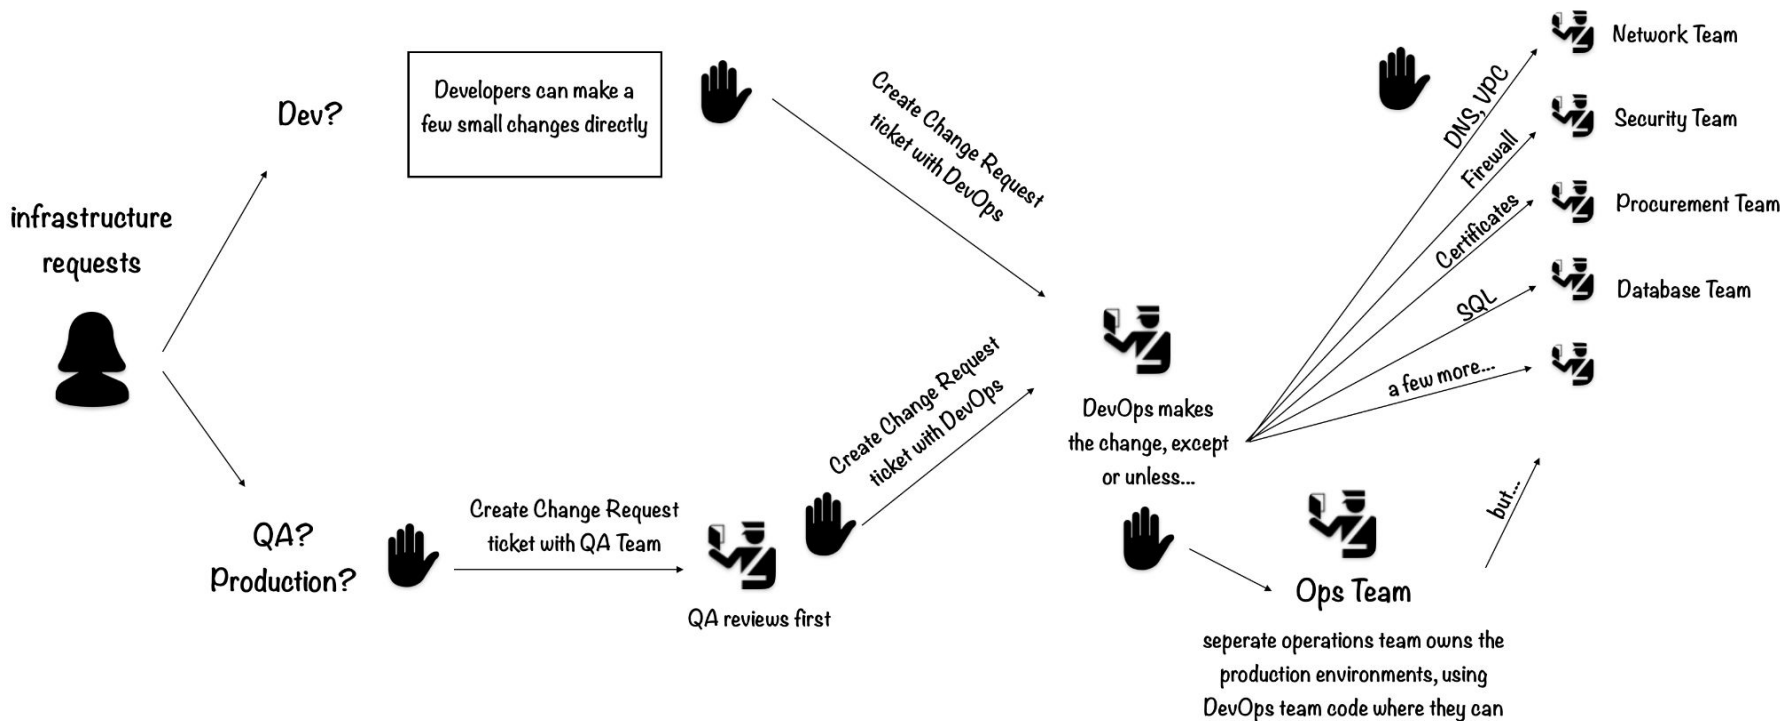 infrastructure
requests
Dev?
Developers can make a
few small changes directly
Create Change Request
ticket with DevOps
QA?
Production?
Create Change Request
ticket with QA Team
QA reviews first
Create Change Request
ticket with DevOps
DevOps makes
the change, except
or unless...
DNS, VPC
Network Team
Firewall
Security Team
Certificates
Procurement Team
SQL
Database Team
a few more...
but...
Ops Team
seperate operations team owns the
production environments, using
DevOps team code where they can